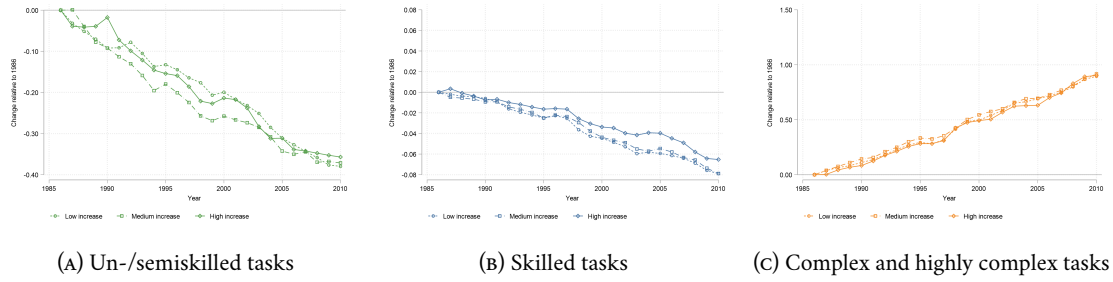 0.00
-0.10
-0.20
-0.30
-0.40
Change relative to 1986
1985 1990 1995 2000 2005 2010
Year
Low increase Medium increase High increase
(A) Un-/semiskilled tasks
0.08
0.06
0.04
0.02
0.00
-0.02
-0.04
-0.06
-0.08
Change relative to 1986
1985 1990 1995 2000 2005 2010
Year
Low increase Medium increase High increase
(B) Skilled tasks
1.50
1.00
0.50
0.00
Change relative to 1986
1985 1990 1995 2000 2005 2010
Year
Low increase Medium increase High increase
(C) Complex and highly complex tasks